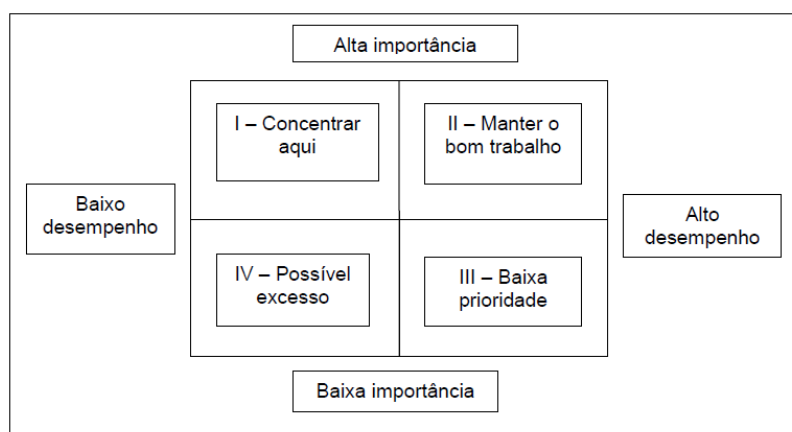 Alta importância
I – Concentrar
aqui
II – Manter o
bom trabalho
Baixo
desempenho
Alto
desempenho
IV – Possível
excesso
III – Baixa
prioridade
Baixa importância